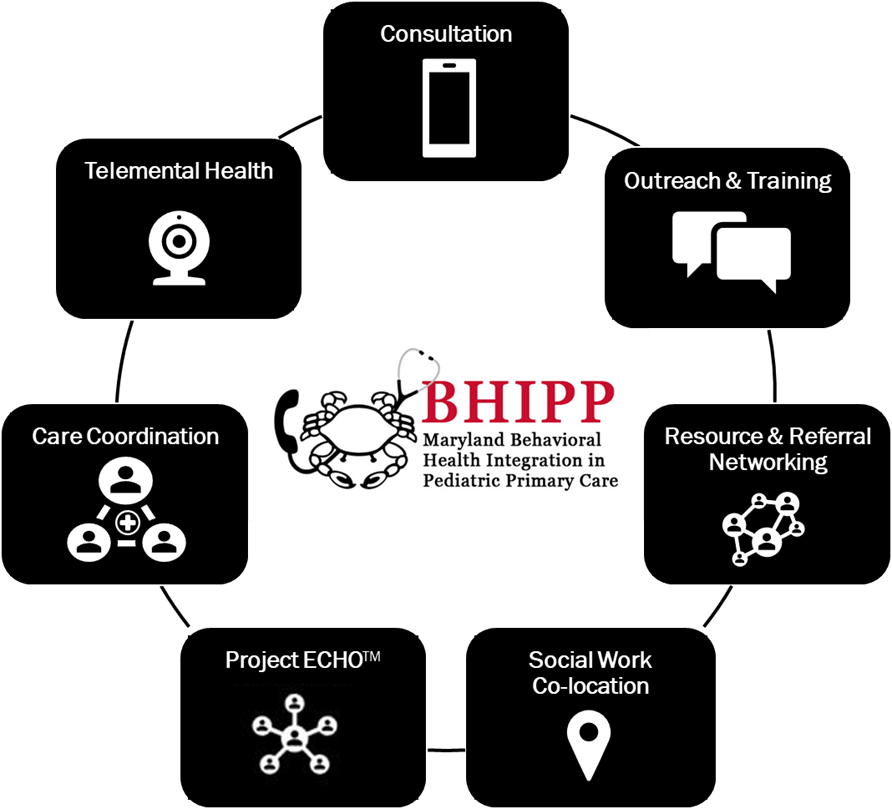 Consultation
Telemental Health
Outreach & Training
BHIPP
Maryland Behavioral
Health Integration in
Pediatric Primary Care
Care Coordination
Resource & Referral
Networking
Project ECHO™
Social Work
Co-location